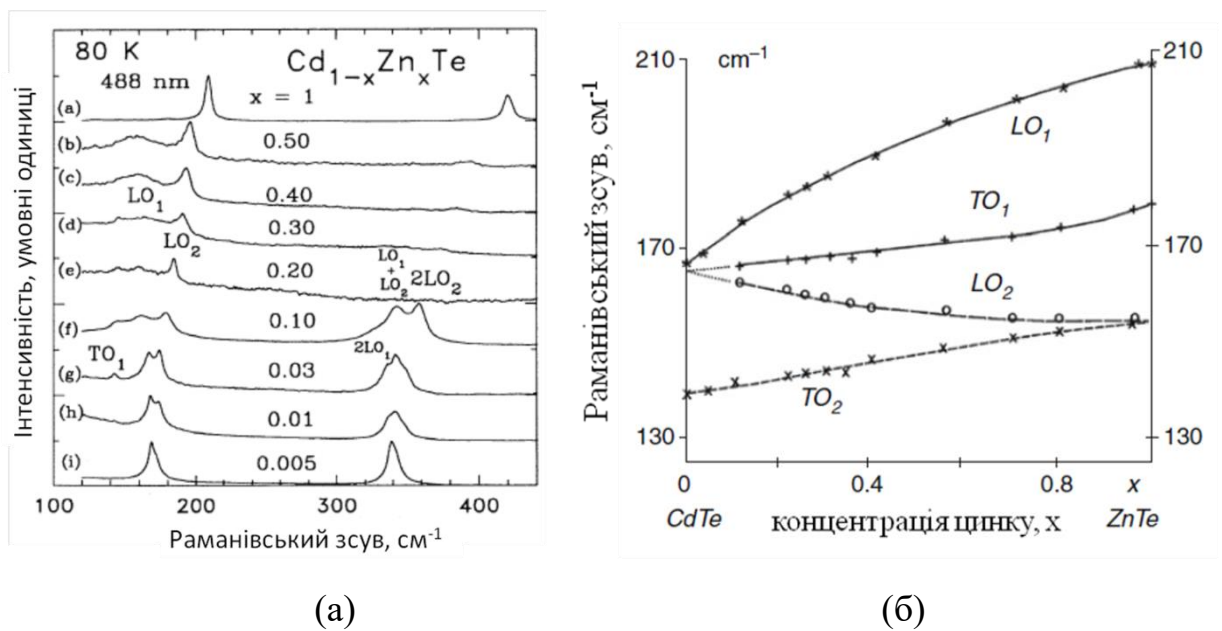 80 K
Cd1-xZnxTe
488 nm
x = 1
(a)
(b)
0.50
(c)
0.40
LO1
(d)
0.30
LO2
LO1
+
LO2 2LO2
(e)
0.20
(f)
0.10
TO1
2LO1
(g)
0.03
(h)
0.01
(i)
0.005
100 200 300 400
Раманівський зсув, см-1
Інтенсивність, умовні одиниці
(а)
210
cm-1
210
LO1
TO1
170
170
LO2
TO2
130
130
0 0.4 0.8 x
CdTe концентрація цинку, x ZnTe
Раманівський зсув, см-1
(б)